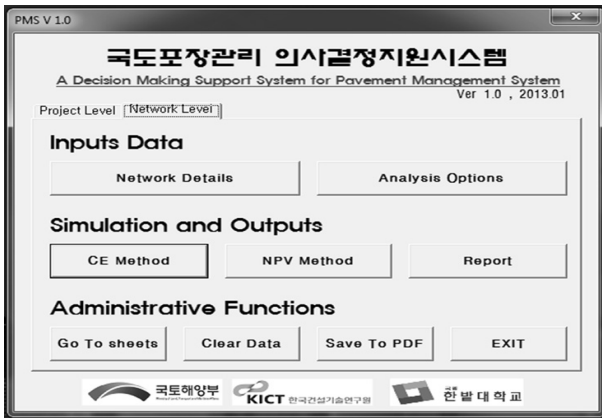 PMS V 1.0
국도포장관리 의사결정지원시스템
A Decision Making Support System for Pavement Management System
Ver 1.0 , 2013.01
Project Level Network Level
Inputs Data
Network Details Analysis Options
Simulation and Outputs
CE Method NPV Method Report
Administrative Functions
Go To sheets Clear Data Save To PDF EXIT
국토해양부 KICT 한국건설기술연구원 한밭대학교